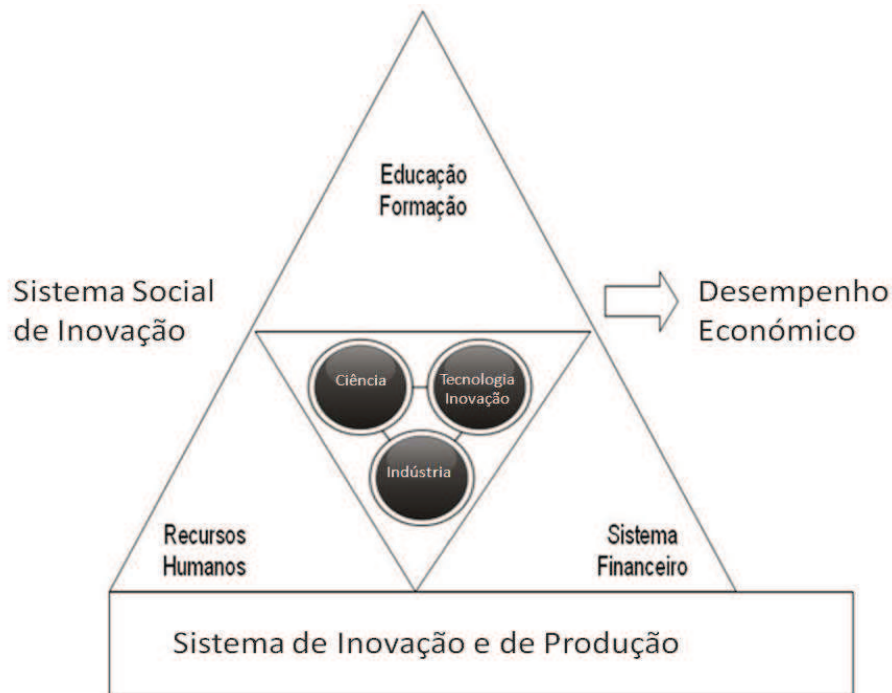 Educação
Formação
Sistema Social
de Inovação
Desempenho
Económico
Ciência
Tecnologia
Inovação
Indústria
Recursos
Humanos
Sistema
Financeiro
Sistema de Inovação e de Produção